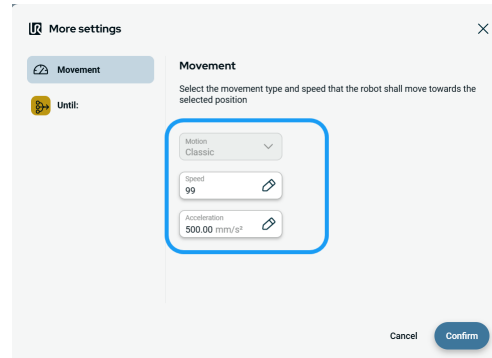 More settings
Movement
Until:
Movement
Select the movement type and speed that the robot shall move towards the
selected position
Motion
Classic
Speed
99
Acceleration
500.00 mm/s²
Cancel
Confirm